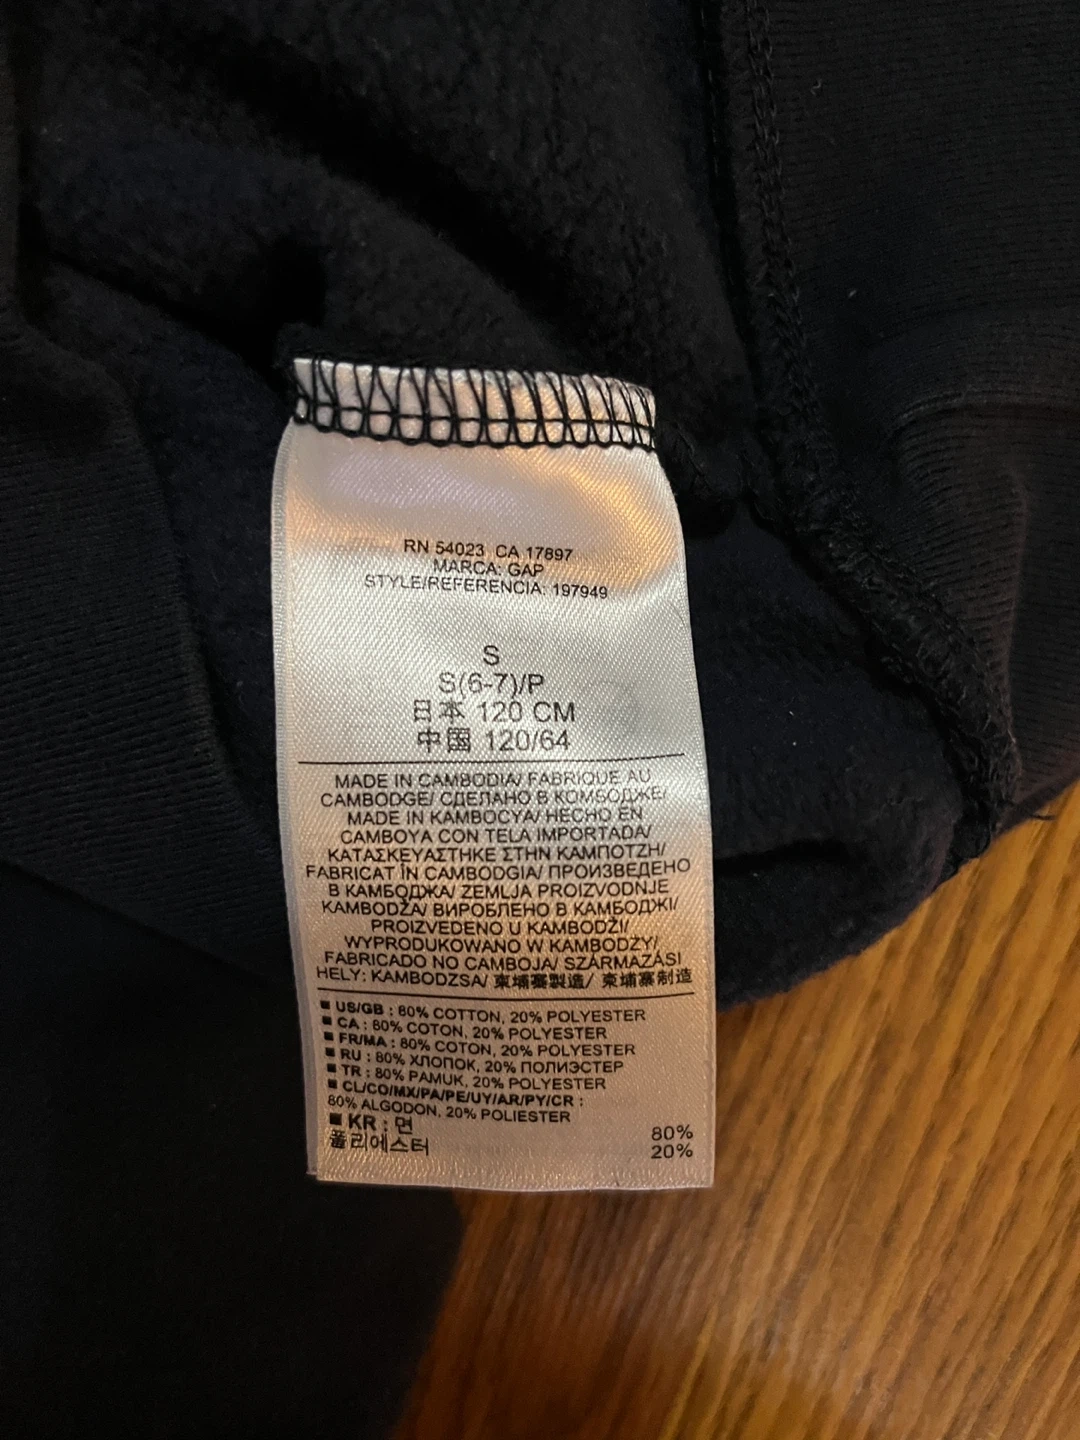 RN 54023 CA 17897
MARCA: GAP
STYLE/REFERENCIA: 197949
S
S(6-7)/P
日本 120 CM
中国 120/64
MADE IN CAMBODIA/ FABRIQUE AU
CAMBODGE/ СДЕЛАНО В КОМБОДЖЕ/
MADE IN KAMBOCYA/ HECHO EN
CAMBOYA CON TELA IMPORTADA/
ΚΑΤΑΣΚΕΥΑΣΤΗΚΕ ΣΤΗΝ ΚΑΜΠΟΤΖΗ/
FABRICAT ÎN CAMBODGIA/ ПРОИЗВЕДЕНО
В КАМБОДЖА/ ZEMLJA PROIZVODNJE
KAMBODŽA/ ВИРОБЛЕНО В КАМБОДЖІ/
PROIZVEDENO U KAMBODŽI/
WYPRODUKOWANO W KAMBODŻY/
FABRICADO NO CAMBOJA/ SZÁRMAZÁSI
HELY: KAMBODZSA/ 柬埔寨製造/ 柬埔寨制造
■ US/GB : 80% COTTON, 20% POLYESTER
■ CA : 80% COTON, 20% POLYESTER
■ FR/MA : 80% COTON, 20% POLYESTER
■ RU : 80% ХЛОПОК, 20% ПОЛИЭСТЕР
■ TR : 80% PAMUK, 20% POLYESTER
■ CL/CO/MX/PA/PE/UY/AR/PY/CR :
80% ALGODON, 20% POLIESTER
■ KR : 면 80%
폴리에스터 20%